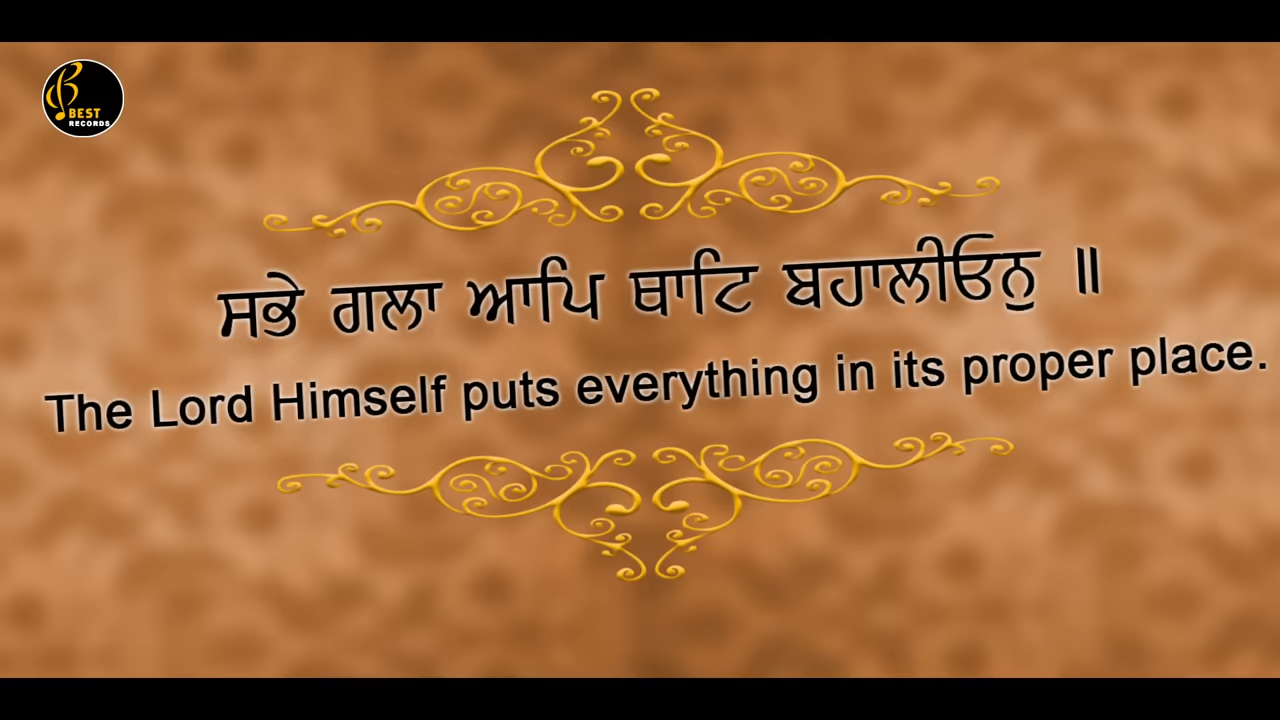 BEST
RECORDS
ਸਭੇ ਗਲਾ ਆਪਿ ਥਾਟਿ ਬਹਾਲੀਓਨੁ ॥
The Lord Himself puts everything in its proper place.